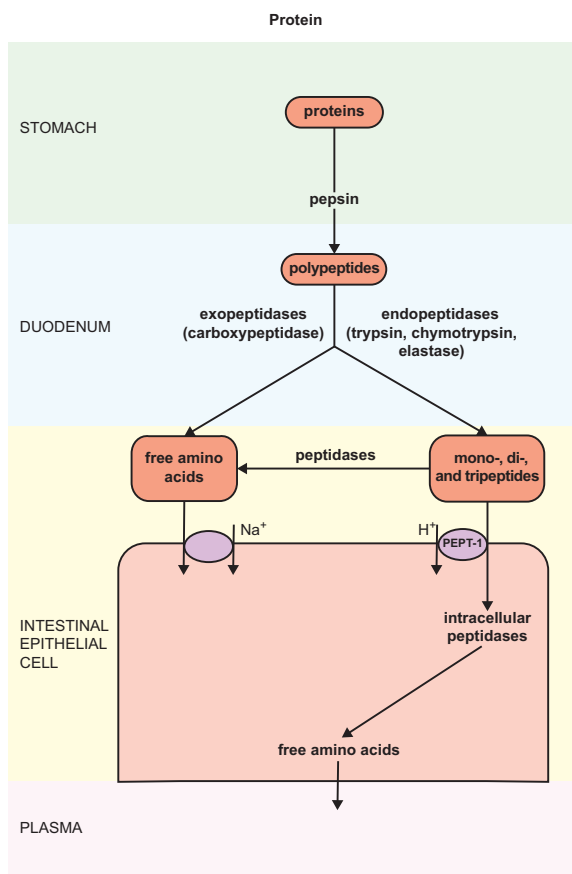 Protein
STOMACH
proteins
pepsin
polypeptides
DUODENUM
exopeptidases
(carboxypeptidase)
endopeptidases
(trypsin, chymotrypsin,
elastase)
free amino
acids
peptidases
mono-, di-,
and tripeptides
Na⁺
H⁺
PEPT-1
INTESTINAL
EPITHELIAL
CELL
intracellular
peptidases
free amino acids
PLASMA